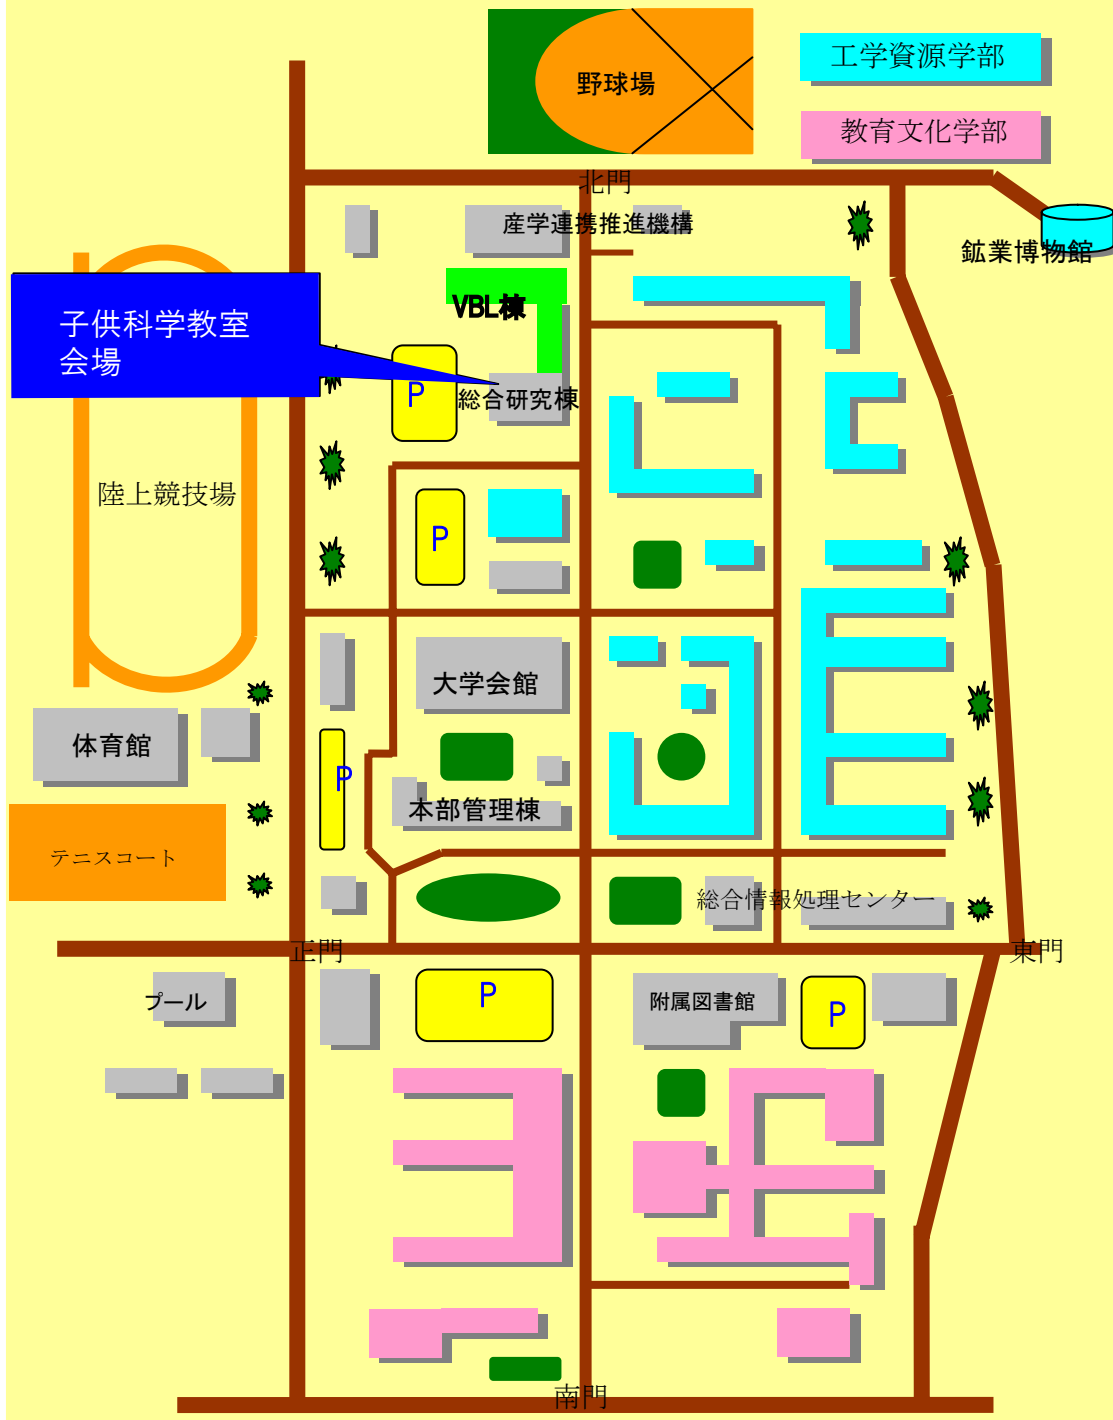 野球場
工学資源学部
教育文化学部
北門
産学連携推進機構
鉱業博物館
VBL棟
子供科学教室
会場
P
総合研究棟
陸上競技場
P
大学会館
体育館
P
本部管理棟
テニスコート
総合情報処理センター
正門
東門
プール
P
附属図書館
P
南門